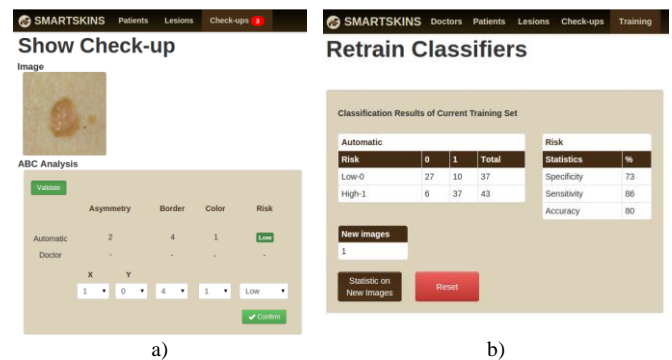 SMARTSKINS Patients Lesions Check-ups 3
Show Check-up
Image
ABC Analysis
Validate
Asymmetry Border Color Risk
Automatic 2 4 1 Low
Doctor - - - -
X Y
1 0 4 1 Low
Confirm
a)
SMARTSKINS Doctors Patients Lesions Check-ups Training
Retrain Classifiers
Classification Results of Current Training Set
Automatic
Risk 0 1 Total
Low-0 27 10 37
High-1 6 37 43
Risk
Statistics %
Specificity 73
Sensitivity 86
Accuracy 80
New images
1
Statistic on
New Images
Reset
b)